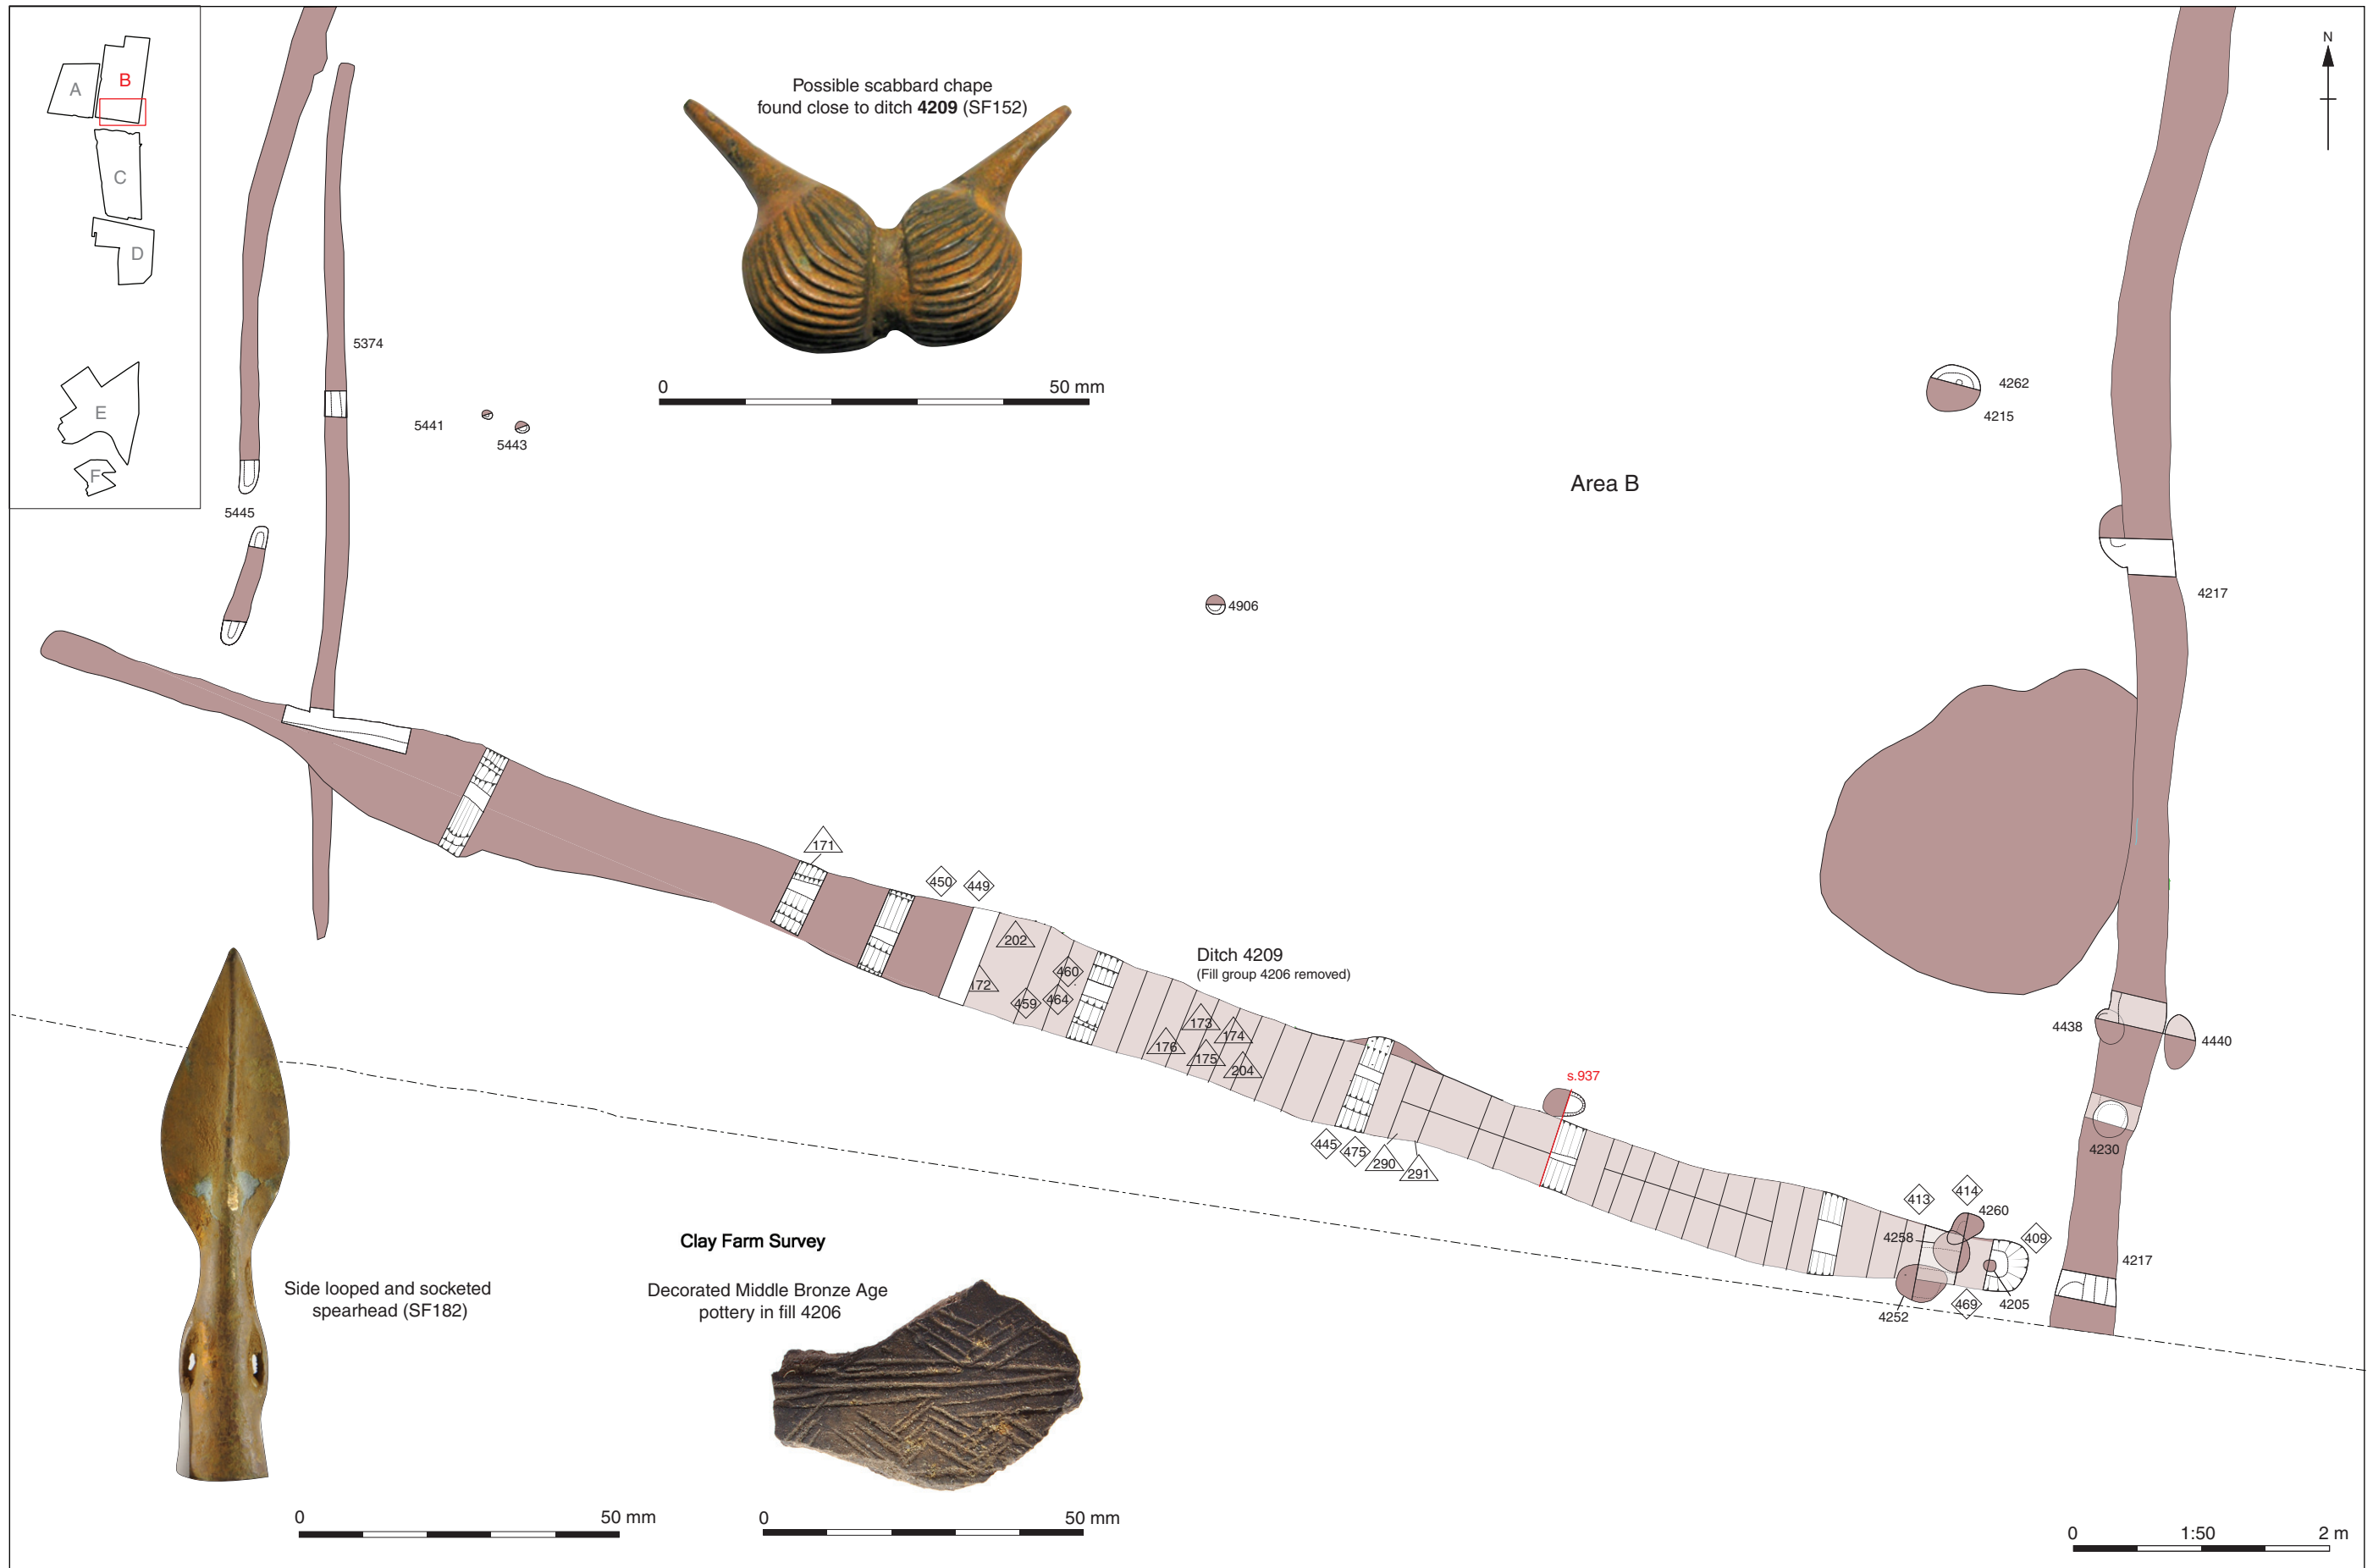 A
B
C
D
E
F
N
Possible scabbard chape
found close to ditch 4209 (SF152)
0 50 mm
5374
5441
5443
5445
4262
4215
Area B
4906
4217
171
450
449
202
172
460
459
464
Ditch 4209
(Fill group 4206 removed)
173
174
176
175
204
445
475
290
291
s.937
4438
4440
4230
413
414
4260
4258
409
4217
4252
469
4205
Side looped and socketed
spearhead (SF182)
0 50 mm
Clay Farm Survey
Decorated Middle Bronze Age
pottery in fill 4206
0 50 mm
0 1:50 2 m